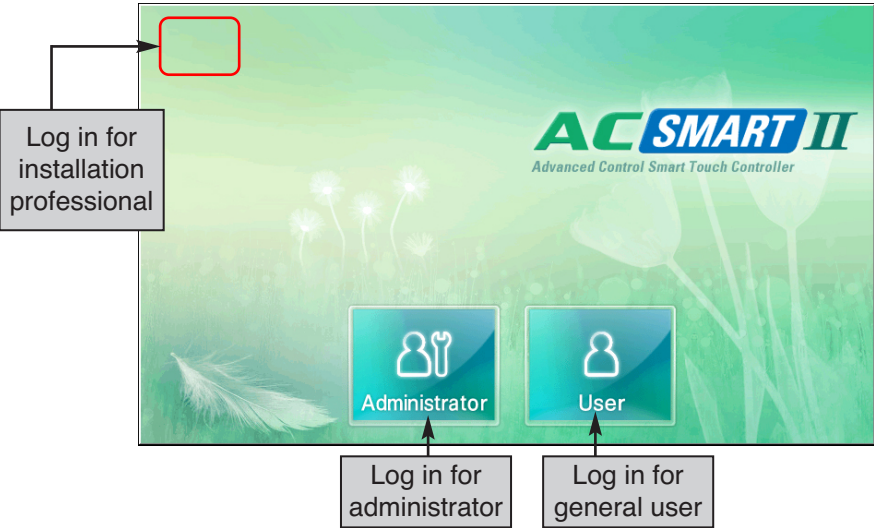 Log in for
installation
professional
AC SMART II
Advanced Control Smart Touch Controller
Administrator
User
Log in for
administrator
Log in for
general user